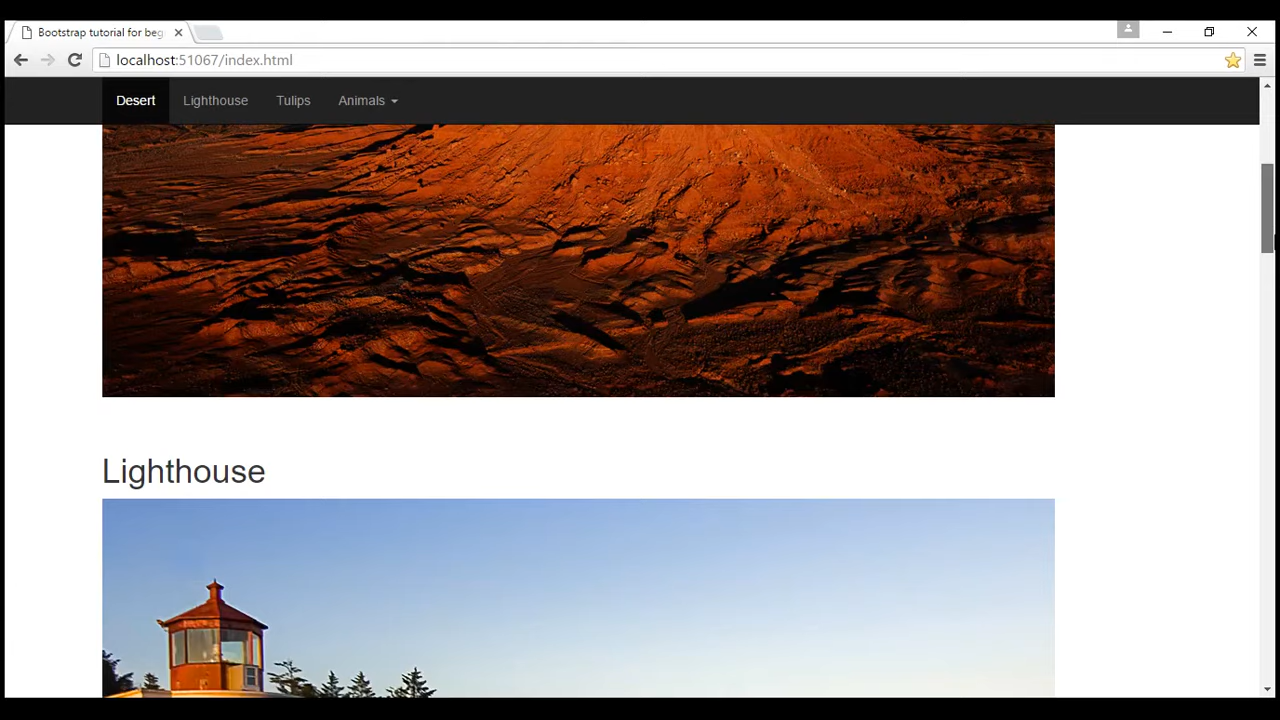 Bootstrap tutorial for beg
localhost:51067/index.html
Desert Lighthouse Tulips Animals
Lighthouse